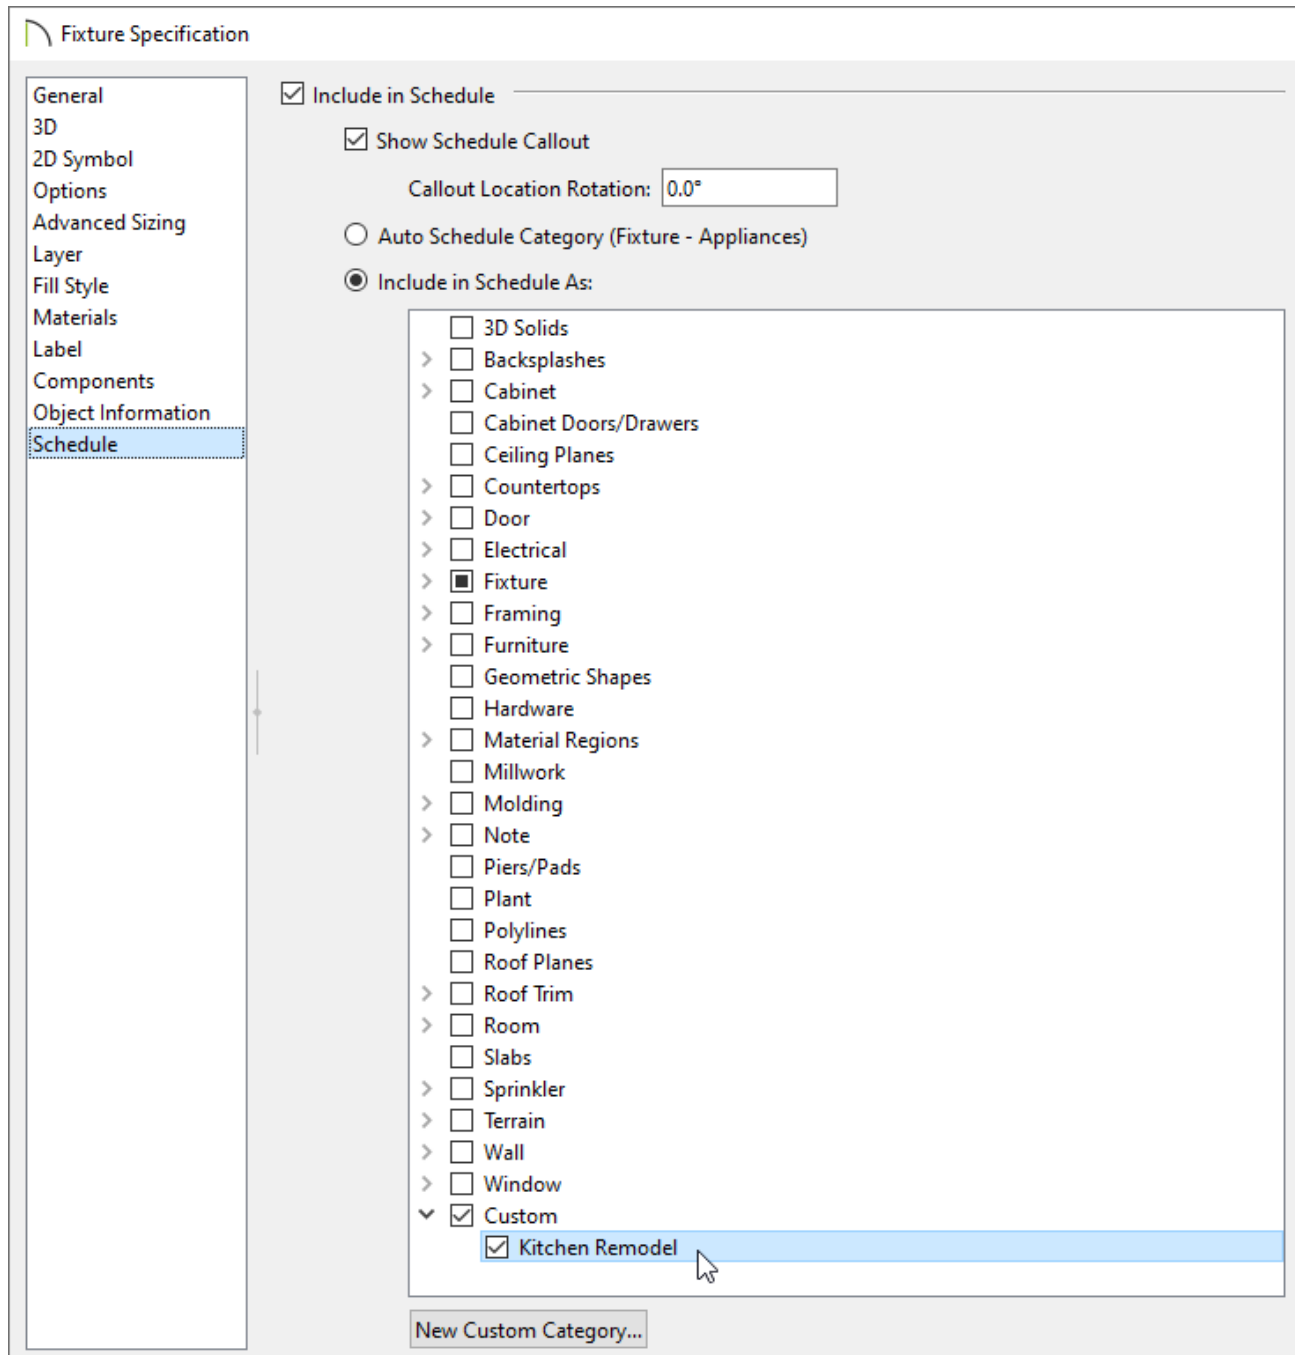 Fixture Specification
General
3D
2D Symbol
Options
Advanced Sizing
Layer
Fill Style
Materials
Label
Components
Object Information
Schedule
Include in Schedule
Show Schedule Callout
Callout Location Rotation: 0.0°
Auto Schedule Category (Fixture - Appliances)
Include in Schedule As:
3D Solids
Backsplashes
Cabinet
Cabinet Doors/Drawers
Ceiling Planes
Countertops
Door
Electrical
Fixture
Framing
Furniture
Geometric Shapes
Hardware
Material Regions
Millwork
Molding
Note
Piers/Pads
Plant
Polylines
Roof Planes
Roof Trim
Room
Slabs
Sprinkler
Terrain
Wall
Window
Custom
Kitchen Remodel
New Custom Category...